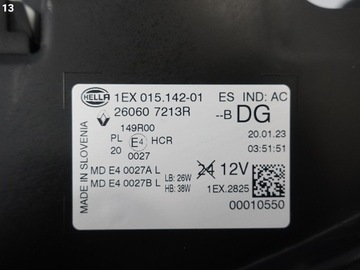 13
HELLA 1EX 015.142-01 ES IND: AC
26060 7213R --B DG
149R00 20.01.23
PL E4 HCR 03:51:51
20 0027
MADE IN SLOVENIA
MD E4 0027A L LB: 26W 24 12V
MD E4 0027B L HB: 38W 1EX.2825
00010550